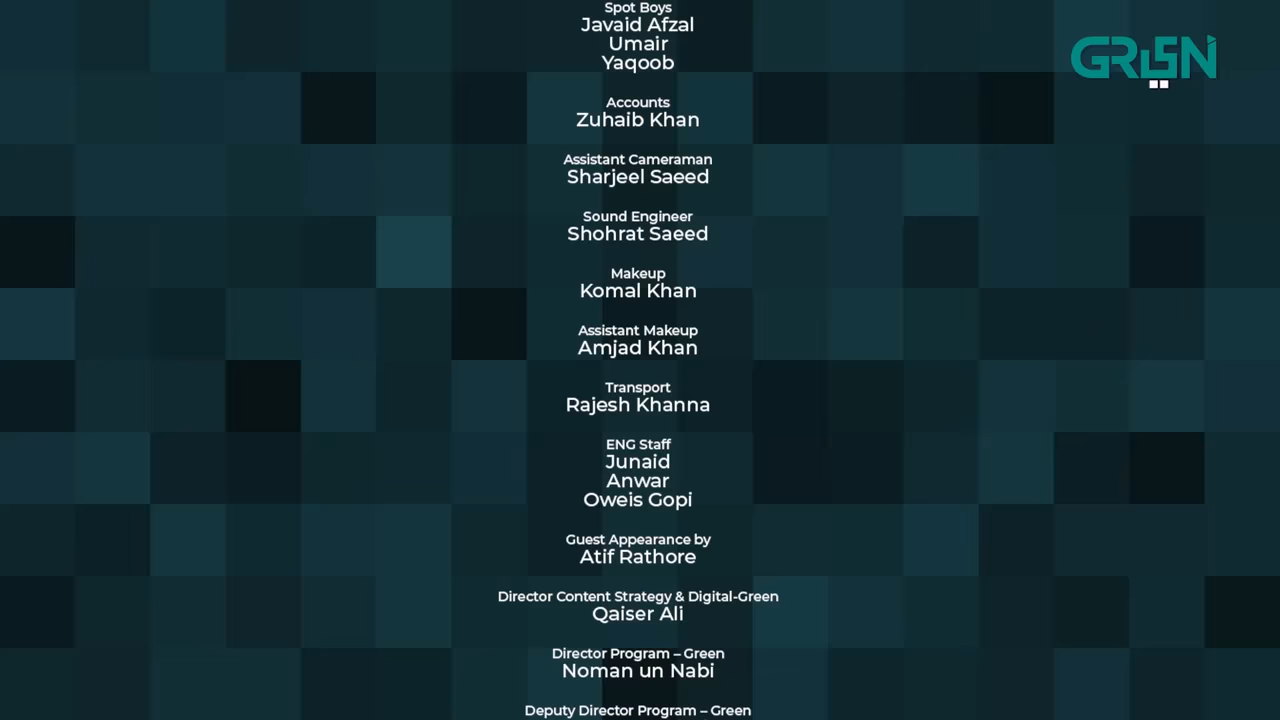 Spot Boys
Javaid Afzal
Umair
Yaqoob
Accounts
Zuhaib Khan
Assistant Cameraman
Sharjeel Saeed
Sound Engineer
Shohrat Saeed
Makeup
Komal Khan
Assistant Makeup
Amjad Khan
Transport
Rajesh Khanna
ENG Staff
Junaid
Anwar
Oweis Gopi
Guest Appearance by
Atif Rathore
Director Content Strategy & Digital-Green
Qaiser Ali
Director Program – Green
Noman un Nabi
Deputy Director Program – Green